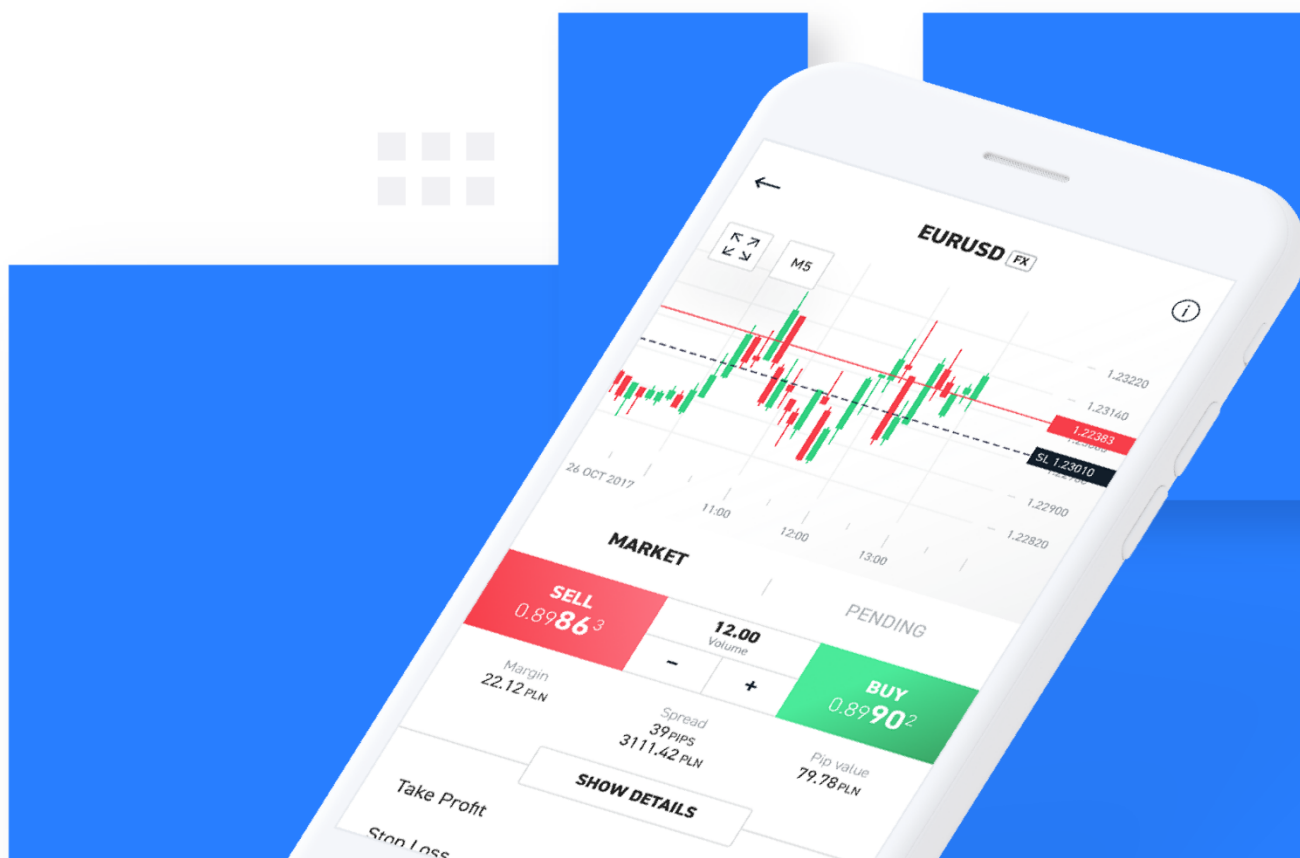 ←
EURUSD FX
M5
i
1.23220
1.23140
1.22383
SL 1.23010
1.22900
1.22820
26 OCT 2017
11:00
12:00
13:00
MARKET
PENDING
SELL
0.89863
12.00
Volume
-
+
BUY
0.89902
Margin
22.12 PLN
Spread
39 PIPS
3111.42 PLN
Pip value
79.78 PLN
SHOW DETAILS
Take Profit
Stop Loss